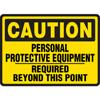 CAUTION
PERSONAL
PROTECTIVE EQUIPMENT
REQUIRED
BEYOND THIS POINT